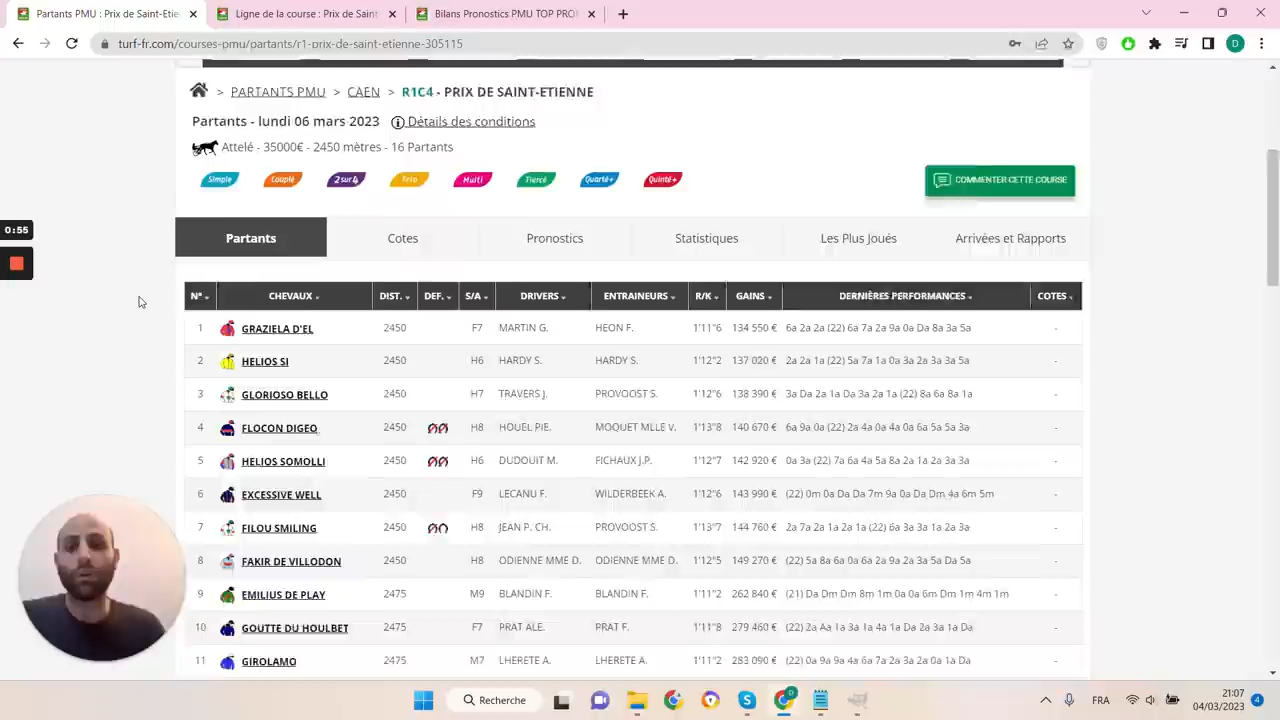 Partants PMU : Prix de Saint-Etie
Ligne de jeu : Prix de Saint-Etien
Bilans Pronostics PMU TOP PRO
turf-fr.com/courses-pmu/partants/r1-prix-de-saint-etienne-305115
> PARTANTS PMU > CAEN > R1C4 - PRIX DE SAINT-ETIENNE
Partants - lundi 06 mars 2023 Détails des conditions
Attelé - 35000€ - 2450 mètres - 16 Partants
Simple Couplé 2sur4 Trio Multi Tiercé Quarté+ Quinté+
COMMENTER CETTE COURSE
0:55
Partants Cotes Pronostics Statistiques Les Plus Joués Arrivées et Rapports
N° CHEVAUX DIST. DEF. S/A DRIVERS ENTRAINEURS R/K GAINS DERNIÈRES PERFORMANCES COTES
1 GRAZIELA D'EL 2450 F7 MARTIN G. HEON F. 1'11"6 134 550 € 6a 2a 2a (22) 6a 7a 2a 9a 0a Da 8a 3a 5a -
2 HELIOS SI 2450 H6 HARDY S. HARDY S. 1'12"2 137 020 € 2a 2a 1a (22) 5a 7a 1a 0a 3a 2a 3a 3a 5a -
3 GLORIOSO BELLO 2450 H7 TRAVERS J. PROVOOST S. 1'12"6 138 390 € 3a Da 2a 1a Da 3a 2a 1a (22) 8a 6a 8a 1a -
4 FLOCON DIGEO 2450 H8 HOUEL PIE. MOQUET MLLE V. 1'13"8 140 670 € 6a 9a 0a (22) 2a 4a 0a 4a 0a 6a 5a 5a 3a -
5 HELIOS SOMOLLI 2450 H6 DUDOUIT M. FICHAUX J.P. 1'12"7 142 920 € 0a 3a (22) 7a 6a 4a 5a 8a 2a 1a 2a 3a 3a -
6 EXCESSIVE WELL 2450 F9 LECANU F. WILDERBEEK A. 1'12"6 143 990 € (22) 0m 0a Da Da 7m 9a 0a Da Dm 4a 6m 5m -
7 FILOU SMILING 2450 H8 JEAN P. CH. PROVOOST S. 1'13"7 144 760 € 2a 7a 2a 1a 2a 1a (22) 6a 3a 3a 1a 2a 3a -
8 FAKIR DE VILLODON 2450 H8 ODIENNE MME D. ODIENNE MME D. 1'12"5 149 270 € (22) 5a 8a 6a 0a 6a 2a 9a 2a 3a 5a Da 5a -
9 EMILIUS DE PLAY 2475 M9 BLANDIN F. BLANDIN F. 1'11"2 262 840 € (21) Da Dm Dm 8m 1m 0a 0a 6m Dm 1m 4m 1m -
10 GOUTTE DU HOULBET 2475 F7 PRAT ALE. PRAT F. 1'11"8 279 460 € (22) 2a Aa 1a 3a 1a 4a 1a Da 2a 3a 1a Da -
11 GIROLAMO 2475 M7 LHERETE A. LHERETE A. 1'11"2 283 090 € (22) 0a 9a 9a 4a 6a 7a 2a 3a 2a 0a 1a Da -
Recherche
FRA
21:07
04/03/2023
4